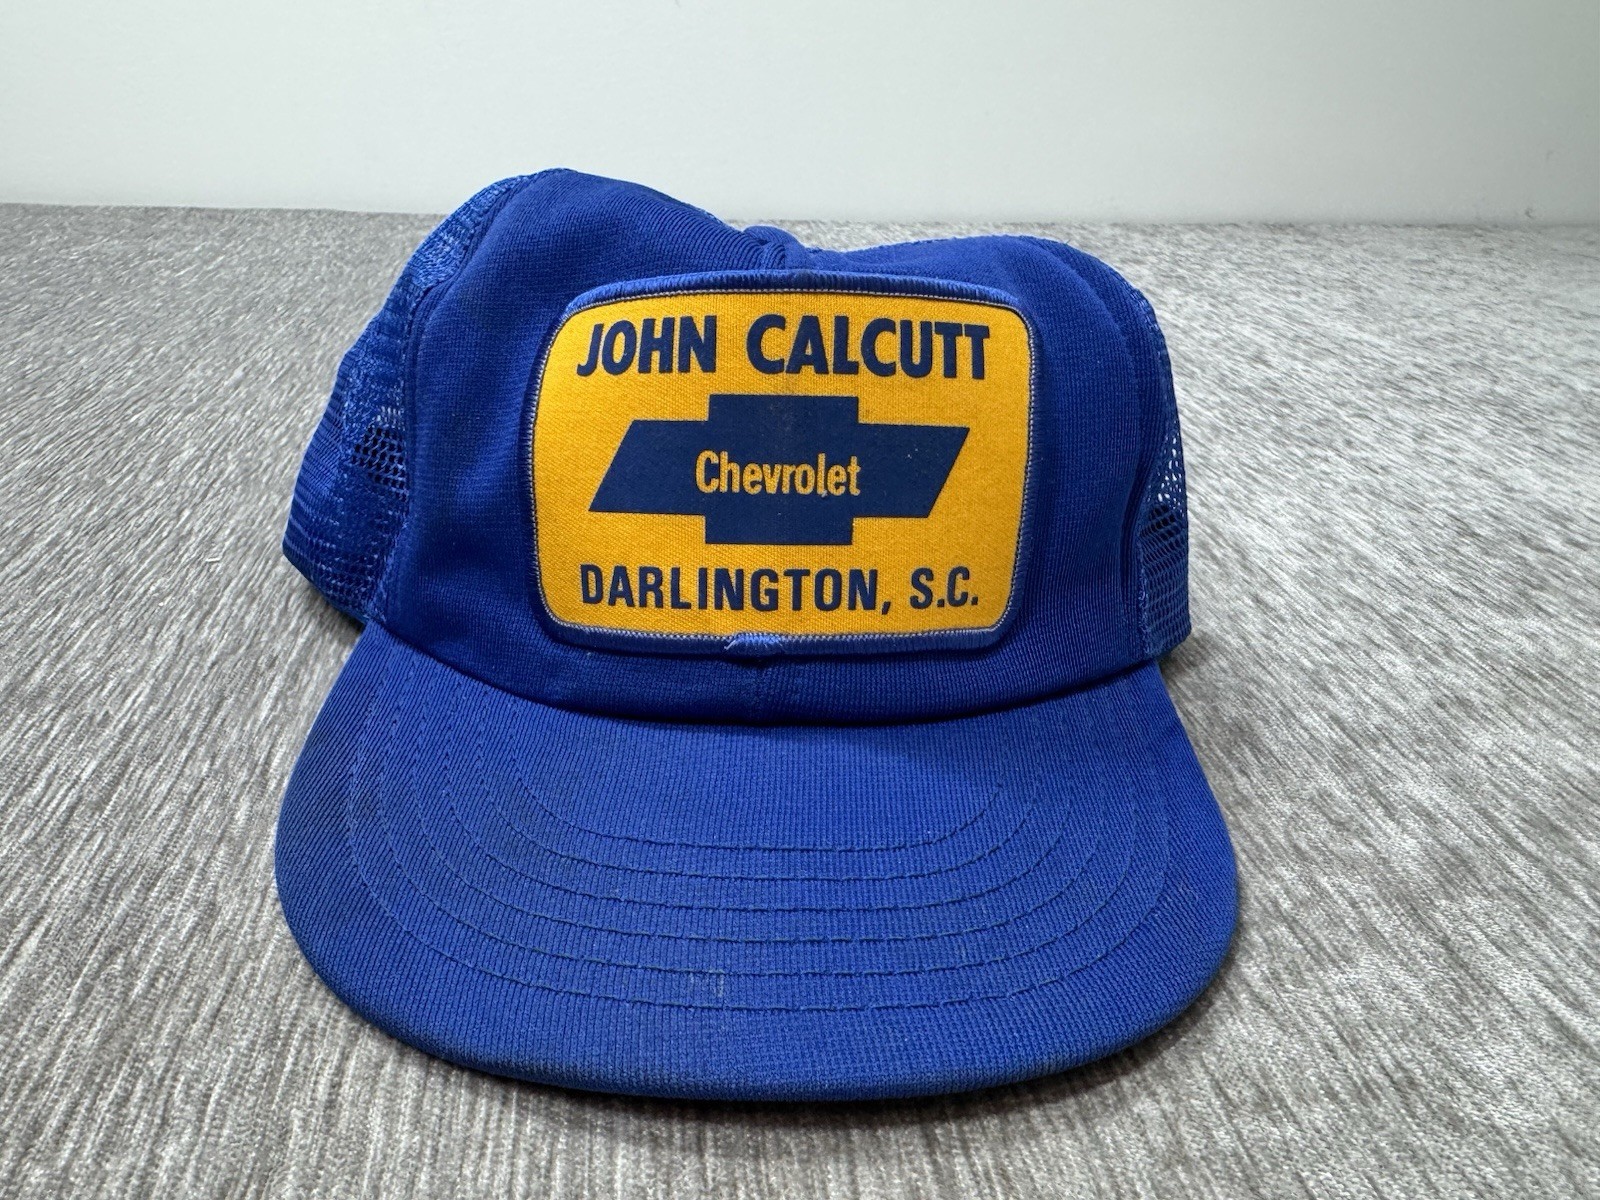 JOHN CALCUTT
Chevrolet
DARLINGTON, S.C.